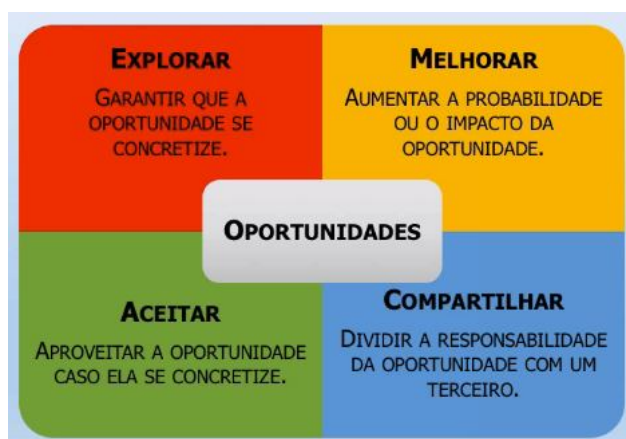 EXPLORAR
GARANTIR QUE A
OPORTUNIDADE SE
CONCRETIZE.
MELHORAR
AUMENTAR A PROBABILIDADE
OU O IMPACTO DA
OPORTUNIDADE.
OPORTUNIDADES
ACEITAR
APROVEITAR A OPORTUNIDADE
CASO ELA SE CONCRETIZE.
COMPARTILHAR
DIVIDIR A RESPONSABILIDADE
DA OPORTUNIDADE COM UM
TERCEIRO.